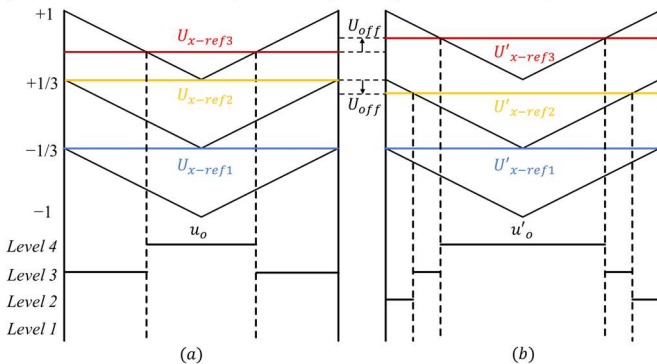 +1
+1/3
−1/3
−1
Level 4
Level 3
Level 2
Level 1
U_{x−ref3}
U_{x−ref2}
U_{x−ref1}
u_o
(a)
U_{off}
U_{off}
U'_{x−ref3}
U'_{x−ref2}
U'_{x−ref1}
u'_o
(b)